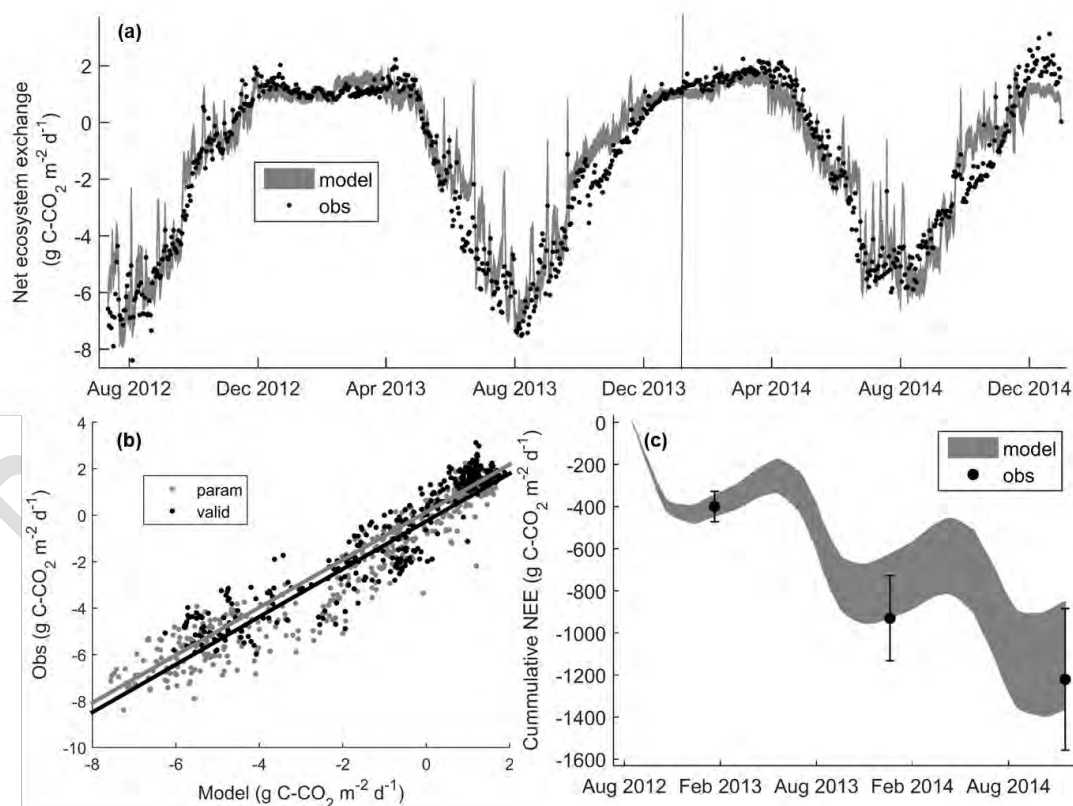 (a)
2
0
-2
-4
-6
-8
Net ecosystem exchange
(g C-CO2 m-2 d-1)
model
obs
Aug 2012 Dec 2012 Apr 2013 Aug 2013 Dec 2013 Apr 2014 Aug 2014 Dec 2014
(b)
4
2
0
-2
-4
-6
-8
-10
Obs (g C-CO2 m-2 d-1)
param
valid
-8 -6 -4 -2 0 2
Model (g C-CO2 m-2 d-1)
(c)
0
-200
-400
-600
-800
-1000
-1200
-1400
-1600
Cummulative NEE (g C-CO2 m-2 d-1)
model
obs
Aug 2012 Feb 2013 Aug 2013 Feb 2014 Aug 2014